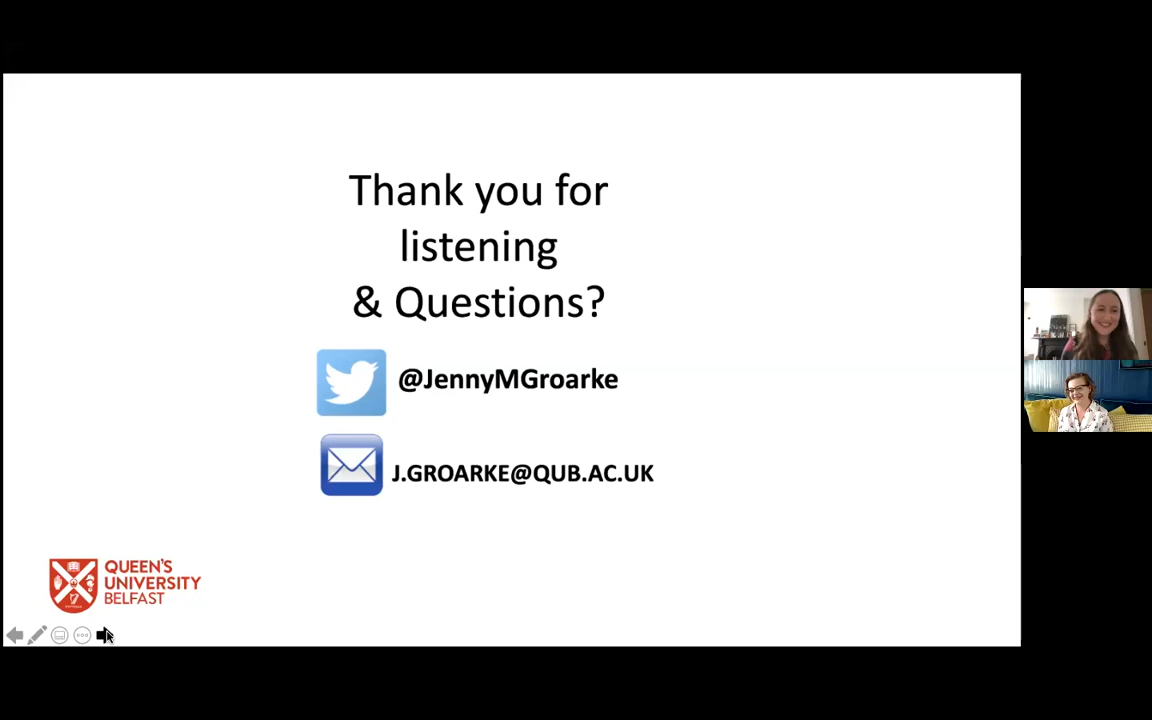 Thank you for
listening
& Questions?
@JennyMGroarke
J.GROARKE@QUB.AC.UK
QUEEN'S
UNIVERSITY
BELFAST